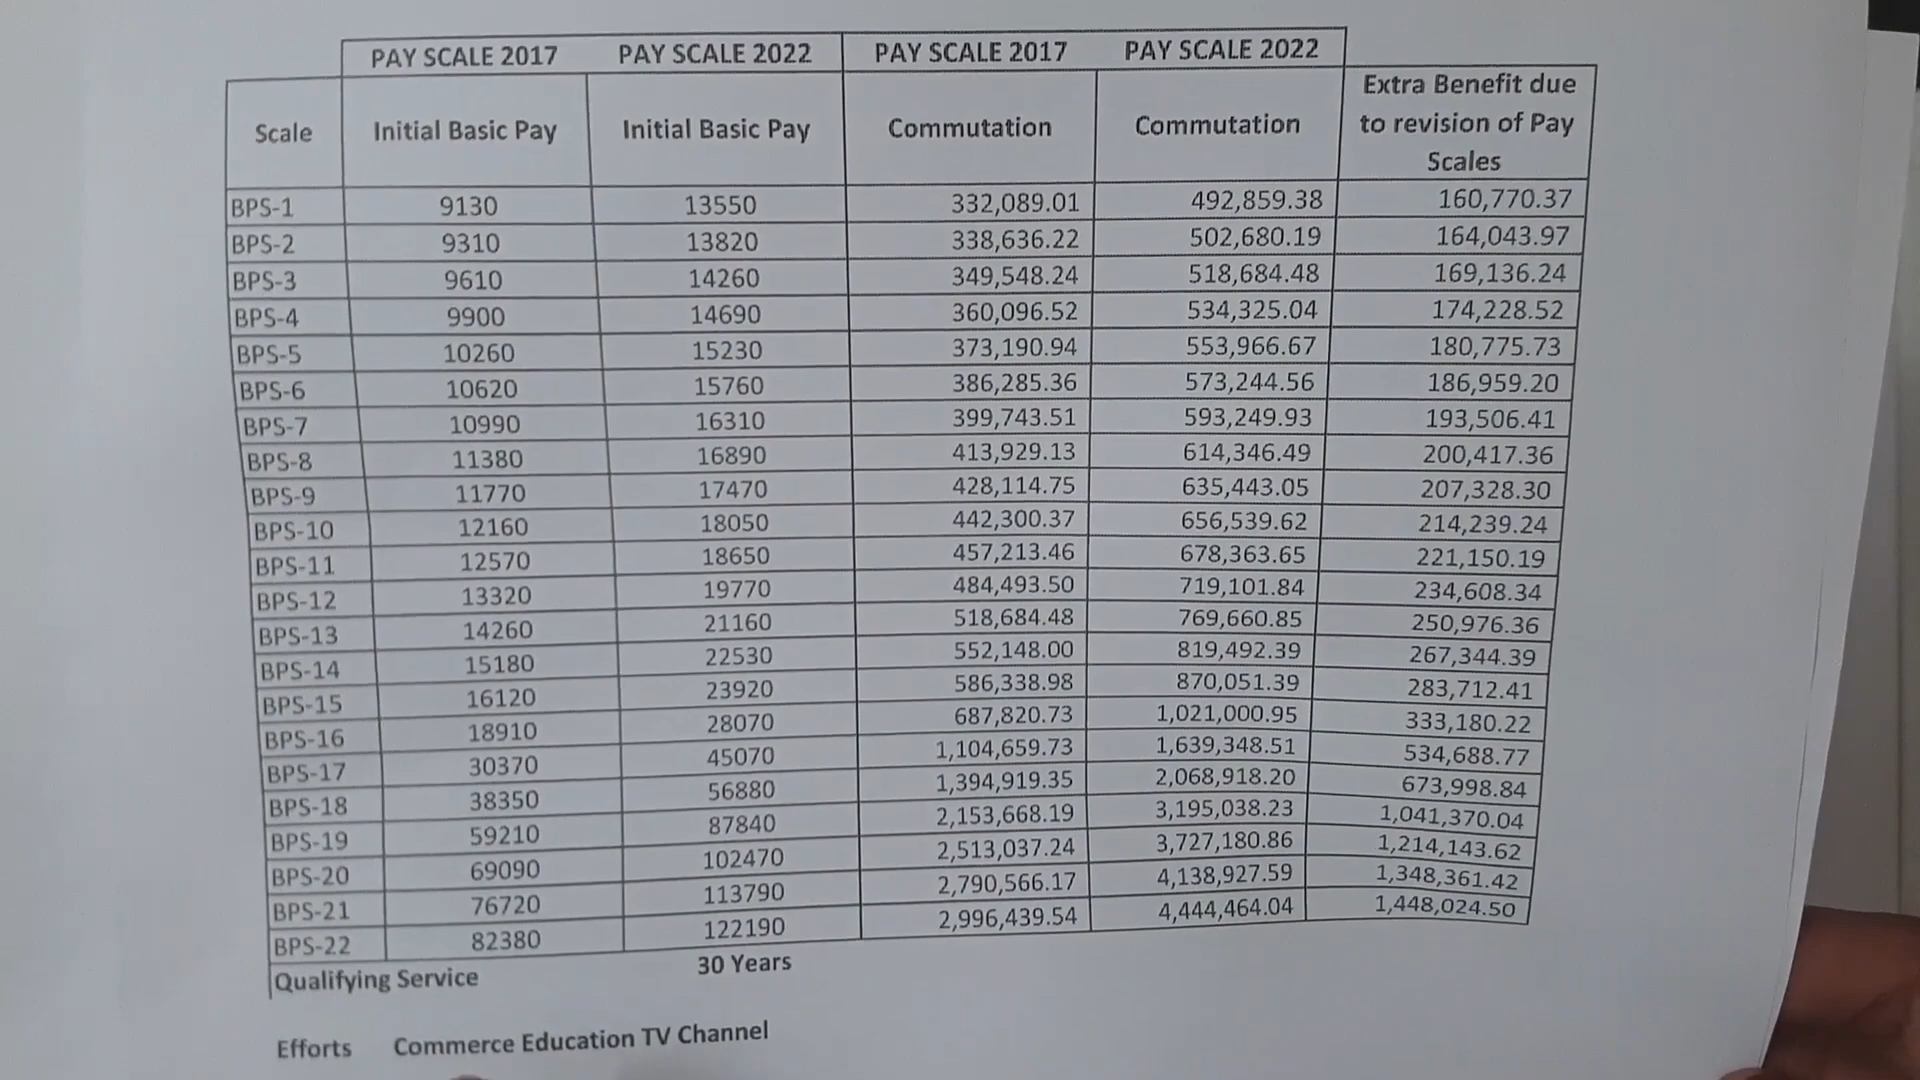 PAY SCALE 2017 PAY SCALE 2022 PAY SCALE 2017 PAY SCALE 2022
Scale Initial Basic Pay Initial Basic Pay Commutation Commutation Extra Benefit due to revision of Pay Scales
BPS-1 9130 13550 332,089.01 492,859.38 160,770.37
BPS-2 9310 13820 338,636.22 502,680.19 164,043.97
BPS-3 9610 14260 349,548.24 518,684.48 169,136.24
BPS-4 9900 14690 360,096.52 534,325.04 174,228.52
BPS-5 10260 15230 373,190.94 553,966.67 180,775.73
BPS-6 10620 15760 386,285.36 573,244.56 186,959.20
BPS-7 10990 16310 399,743.51 593,249.93 193,506.41
BPS-8 11380 16890 413,929.13 614,346.49 200,417.36
BPS-9 11770 17470 428,114.75 635,443.05 207,328.30
BPS-10 12160 18050 442,300.37 656,539.62 214,239.24
BPS-11 12570 18650 457,213.46 678,363.65 221,150.19
BPS-12 13320 19770 484,493.50 719,101.84 234,608.34
BPS-13 14260 21160 518,684.48 769,660.85 250,976.36
BPS-14 15180 22530 552,148.00 819,492.39 267,344.39
BPS-15 16120 23920 586,338.98 870,051.39 283,712.41
BPS-16 18910 28070 687,820.73 1,021,000.95 333,180.22
BPS-17 30370 45070 1,104,659.73 1,639,348.51 534,688.77
BPS-18 38350 56880 1,394,919.35 2,068,918.20 673,998.84
BPS-19 59210 87840 2,153,668.19 3,195,038.23 1,041,370.04
BPS-20 69090 102470 2,513,037.24 3,727,180.86 1,214,143.62
BPS-21 76720 113790 2,790,566.17 4,138,927.59 1,348,361.42
BPS-22 82380 122190 2,996,439.54 4,444,464.04 1,448,024.50
Qualifying Service 30 Years
Efforts Commerce Education TV Channel